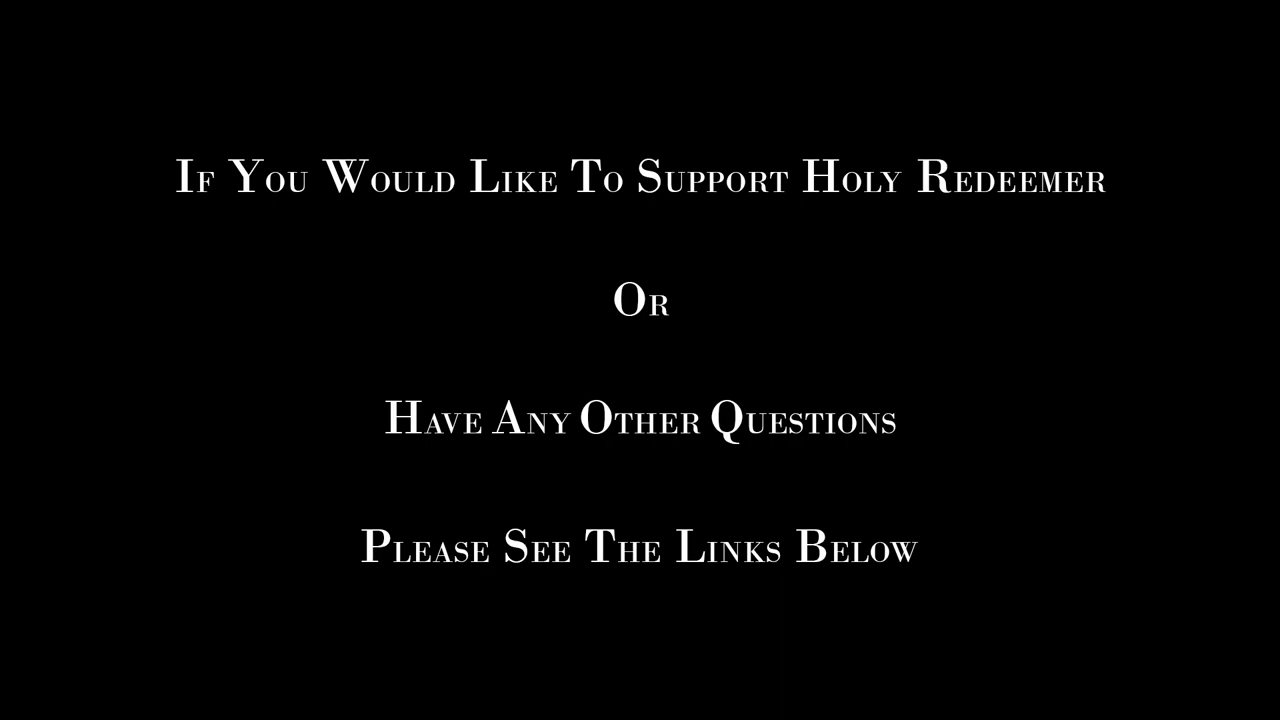 If You Would Like To Support Holy Redeemer
Or
Have Any Other Questions
Please See The Links Below